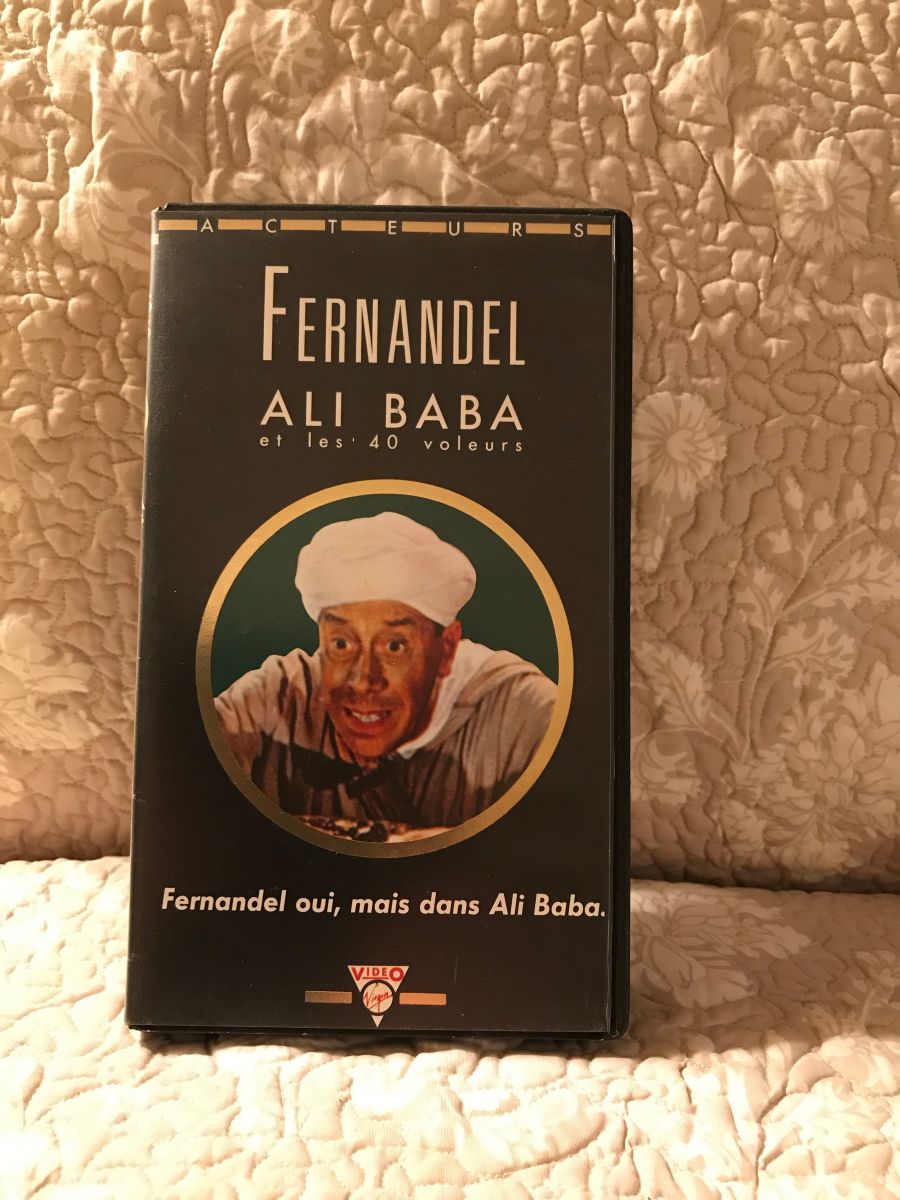 ACTEURS
FERNANDEL
ALI BABA
et les 40 voleurs
Fernandel oui, mais dans Ali Baba.
VIDEO
Virgin